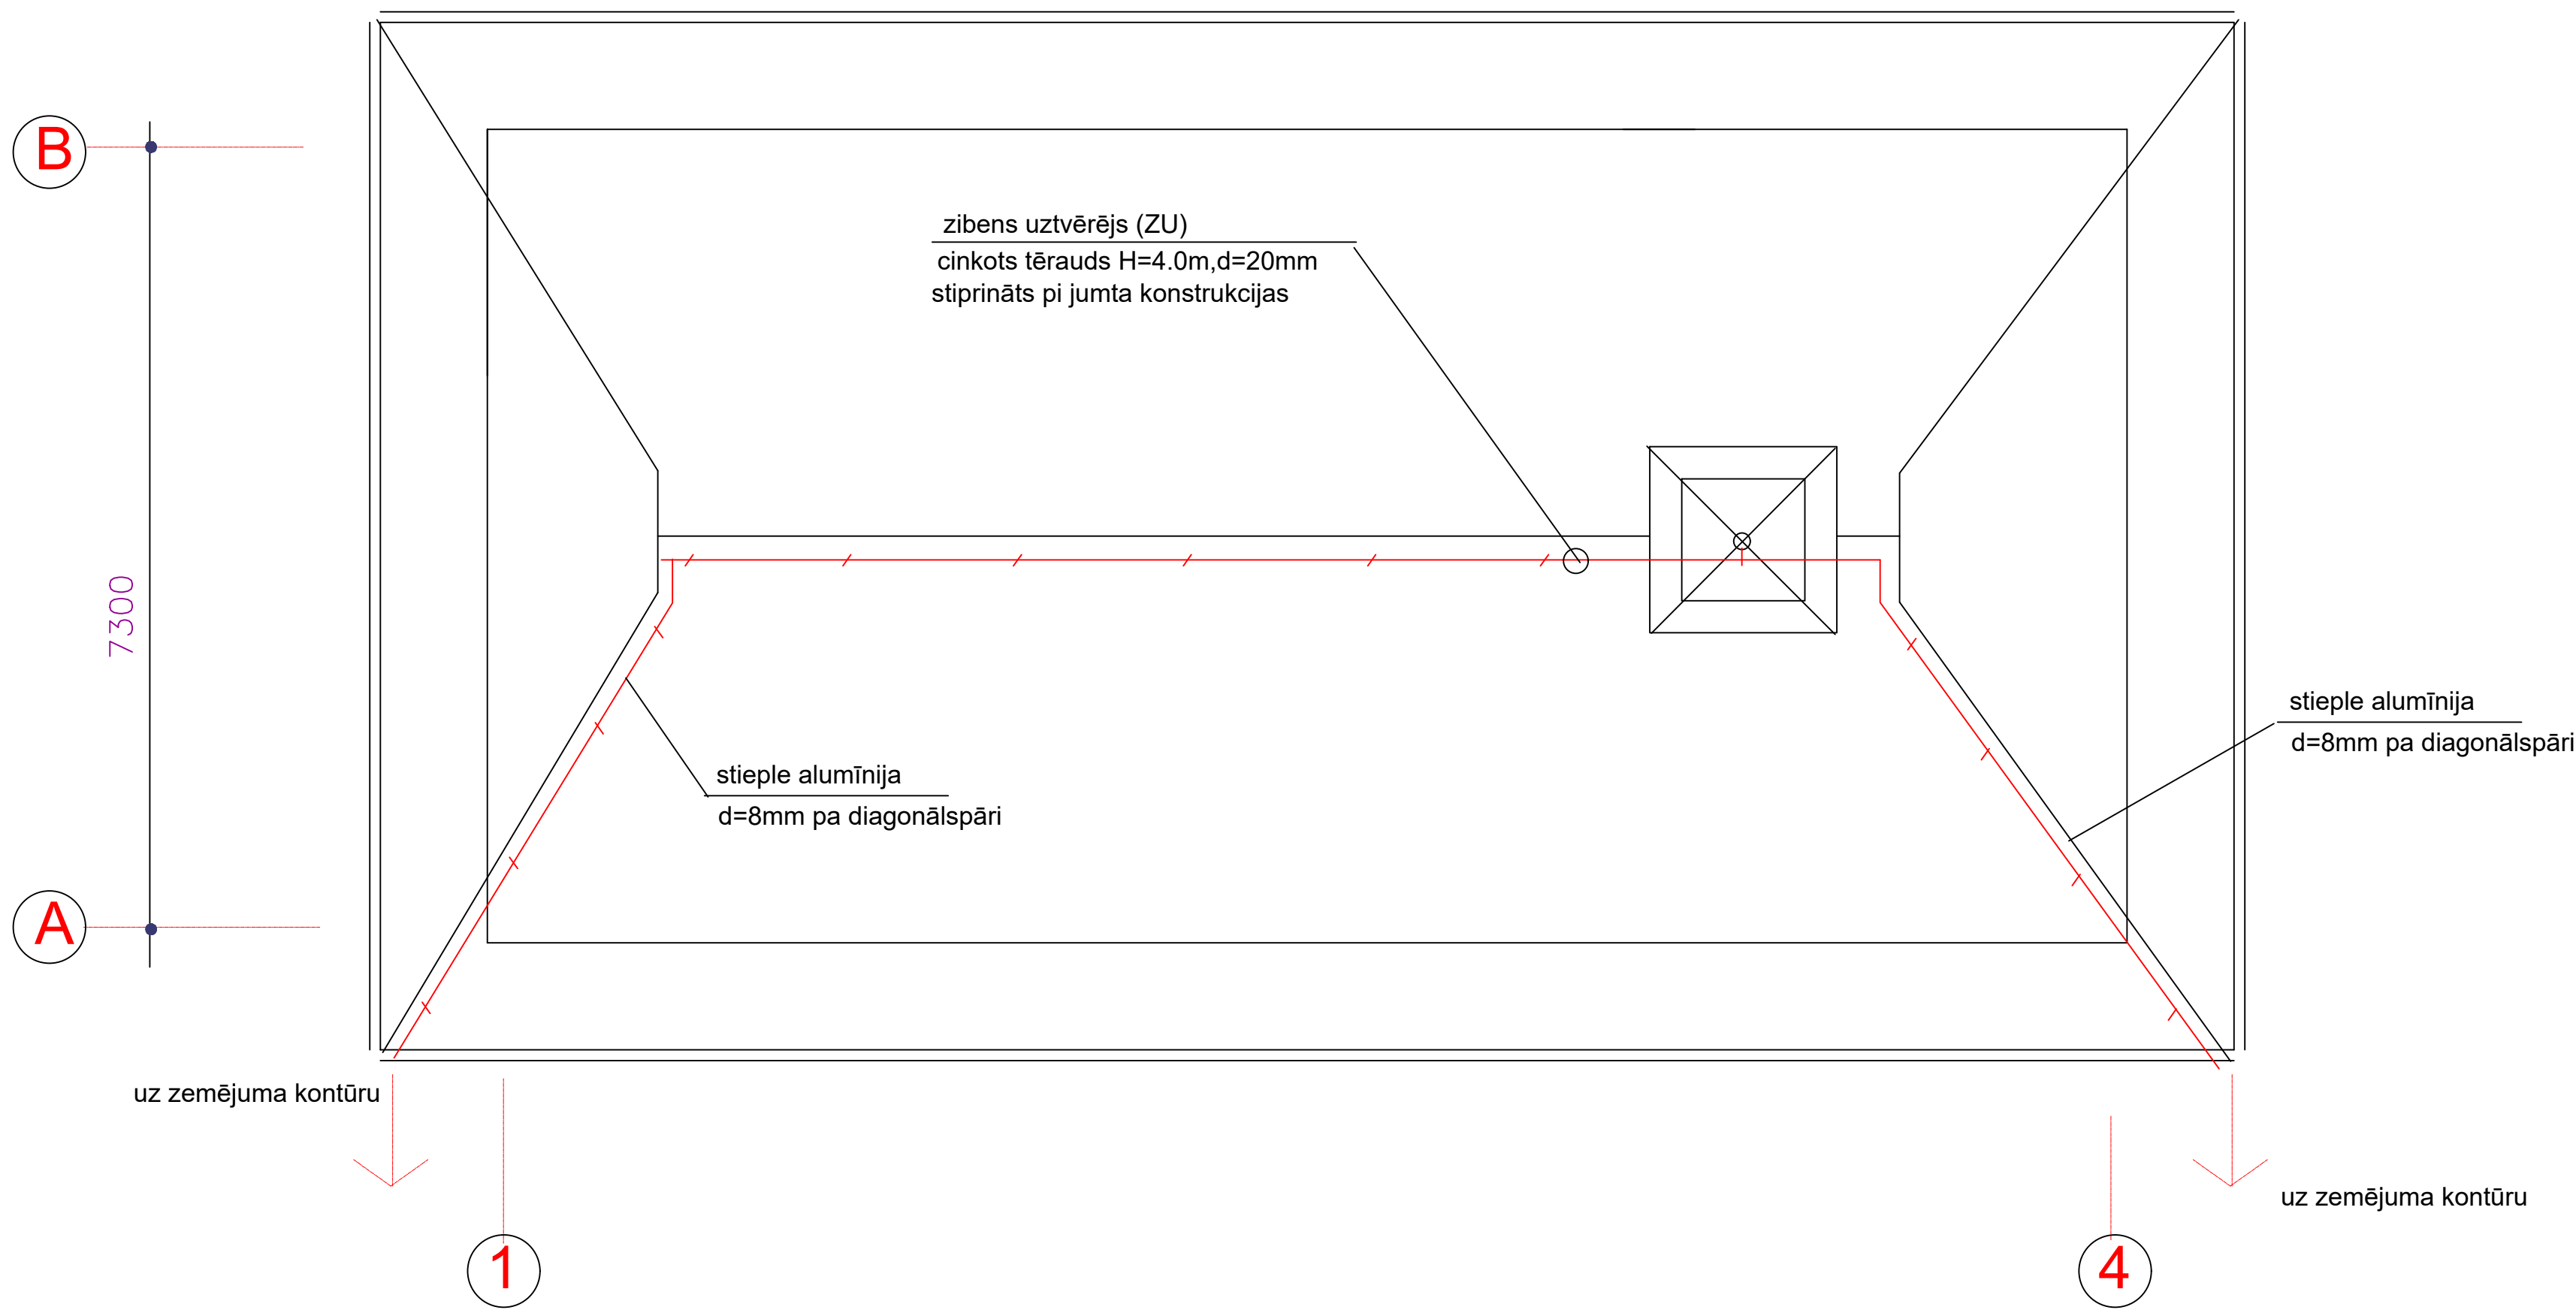 B
zibens uztvērējs (ZU)
cinkots tērauds H=4.0m,d=20mm
stiprināts pi jumta konstrukcijas
7300
stieple alumīnija
d=8mm pa diagonālspāri
stieple alumīnija
d=8mm pa diagonālspāri
A
uz zemējuma kontūru
uz zemējuma kontūru
1
4